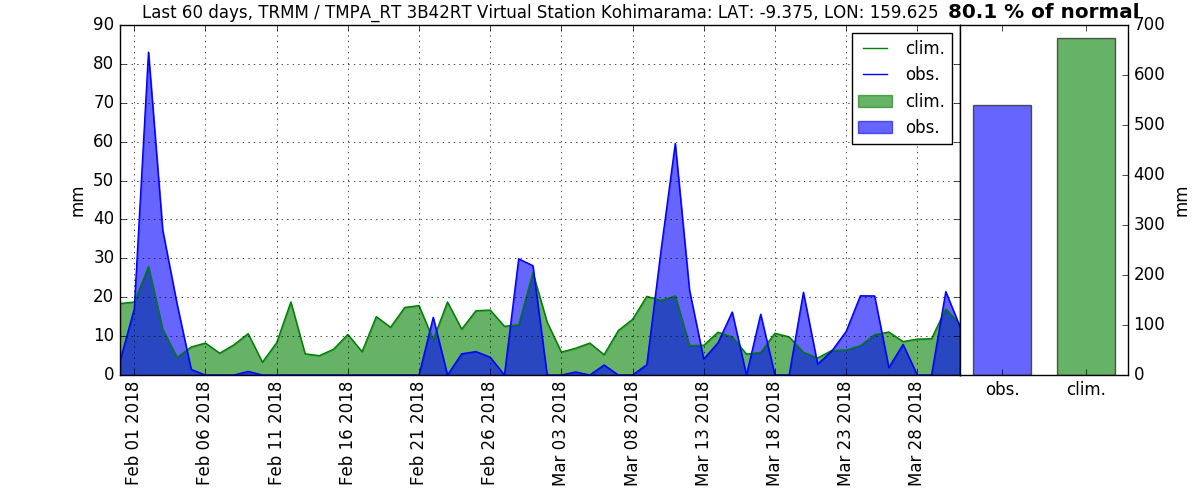 Last 60 days, TRMM / TMPA_RT 3B42RT Virtual Station Kohimarama: LAT: -9.375, LON: 159.625 80.1 % of normal
mm
90
80
70
60
50
40
30
20
10
0
clim.
obs.
clim.
obs.
Feb 01 2018
Feb 06 2018
Feb 11 2018
Feb 16 2018
Feb 21 2018
Feb 26 2018
Mar 03 2018
Mar 08 2018
Mar 13 2018
Mar 18 2018
Mar 23 2018
Mar 28 2018
700
600
500
400
300
200
100
0
mm
obs. clim.